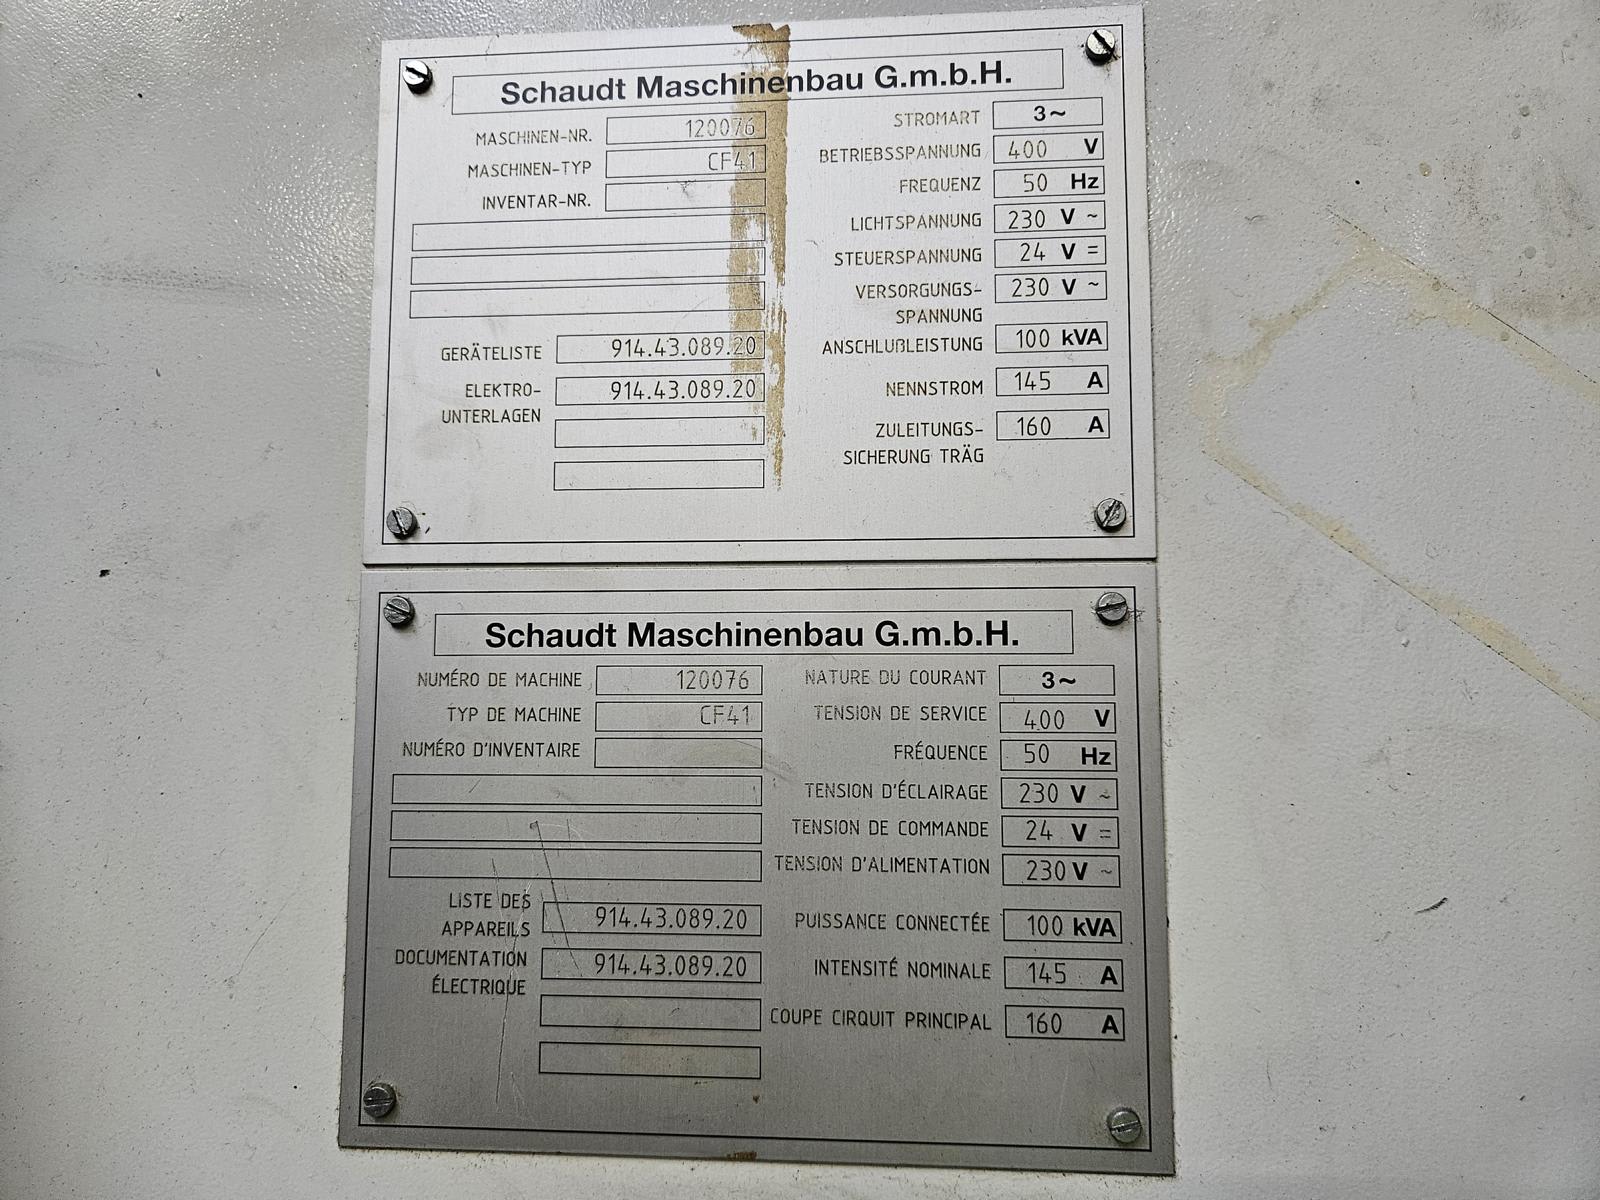 Schaudt Maschinenbau G.m.b.H.
MASCHINEN-NR. 120076
MASCHINEN-TYP CF41
INVENTAR-NR.
GERÄTELISTE 914.43.089.20
ELEKTRO- 914.43.089.20
UNTERLAGEN
STROMART 3~
BETRIEBSSPANNUNG 400 V
FREQUENZ 50 Hz
LICHTSPANNUNG 230 V ~
STEUERSPANNUNG 24 V =
VERSORGUNGS- 230 V ~
SPANNUNG
ANSCHLUßLEISTUNG 100 kVA
NENNSTROM 145 A
ZULEITUNGS- 160 A
SICHERUNG TRÄG
Schaudt Maschinenbau G.m.b.H.
NUMÉRO DE MACHINE 120076
TYP DE MACHINE CF41
NUMÉRO D'INVENTAIRE
LISTE DES
APPAREILS 914.43.089.20
DOCUMENTATION 914.43.089.20
ÉLECTRIQUE
NATURE DU COURANT 3~
TENSION DE SERVICE 400 V
FRÉQUENCE 50 Hz
TENSION D'ÉCLAIRAGE 230 V ~
TENSION DE COMMANDE 24 V =
TENSION D'ALIMENTATION 230 V ~
PUISSANCE CONNECTÉE 100 kVA
INTENSITÉ NOMINALE 145 A
COUPE CIRQUIT PRINCIPAL 160 A